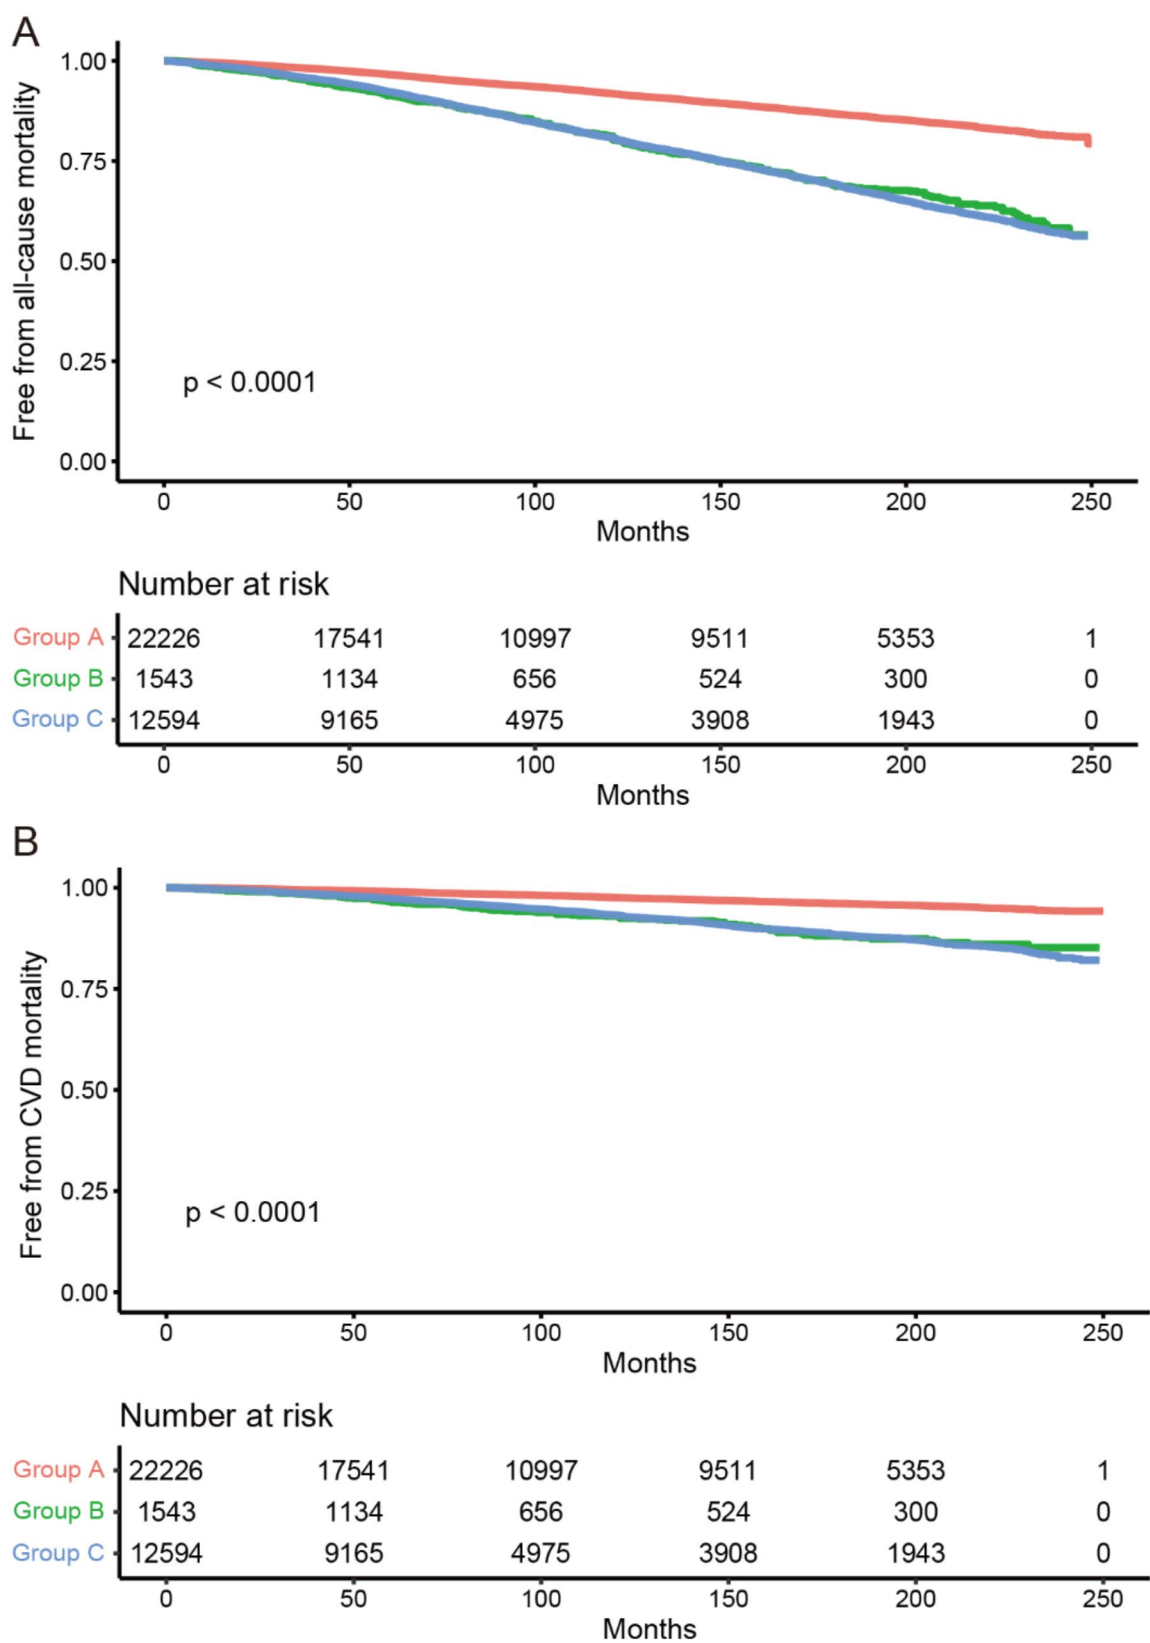 A
Free from all-cause mortality
1.00
0.75
0.50
0.25
0.00
p < 0.0001
0 50 100 150 200 250
Months
Number at risk
Group A 22226 17541 10997 9511 5353 1
Group B 1543 1134 656 524 300 0
Group C 12594 9165 4975 3908 1943 0
0 50 100 150 200 250
Months
B
Free from CVD mortality
1.00
0.75
0.50
0.25
0.00
p < 0.0001
0 50 100 150 200 250
Months
Number at risk
Group A 22226 17541 10997 9511 5353 1
Group B 1543 1134 656 524 300 0
Group C 12594 9165 4975 3908 1943 0
0 50 100 150 200 250
Months